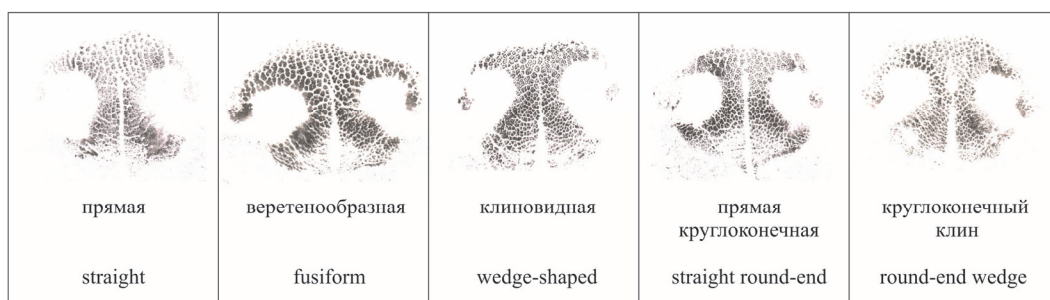 прямая
веретенообразная
клиновидная
прямая
круглоконечная
круглоконечный
клин
straight
fusiform
wedge-shaped
straight round-end
round-end wedge